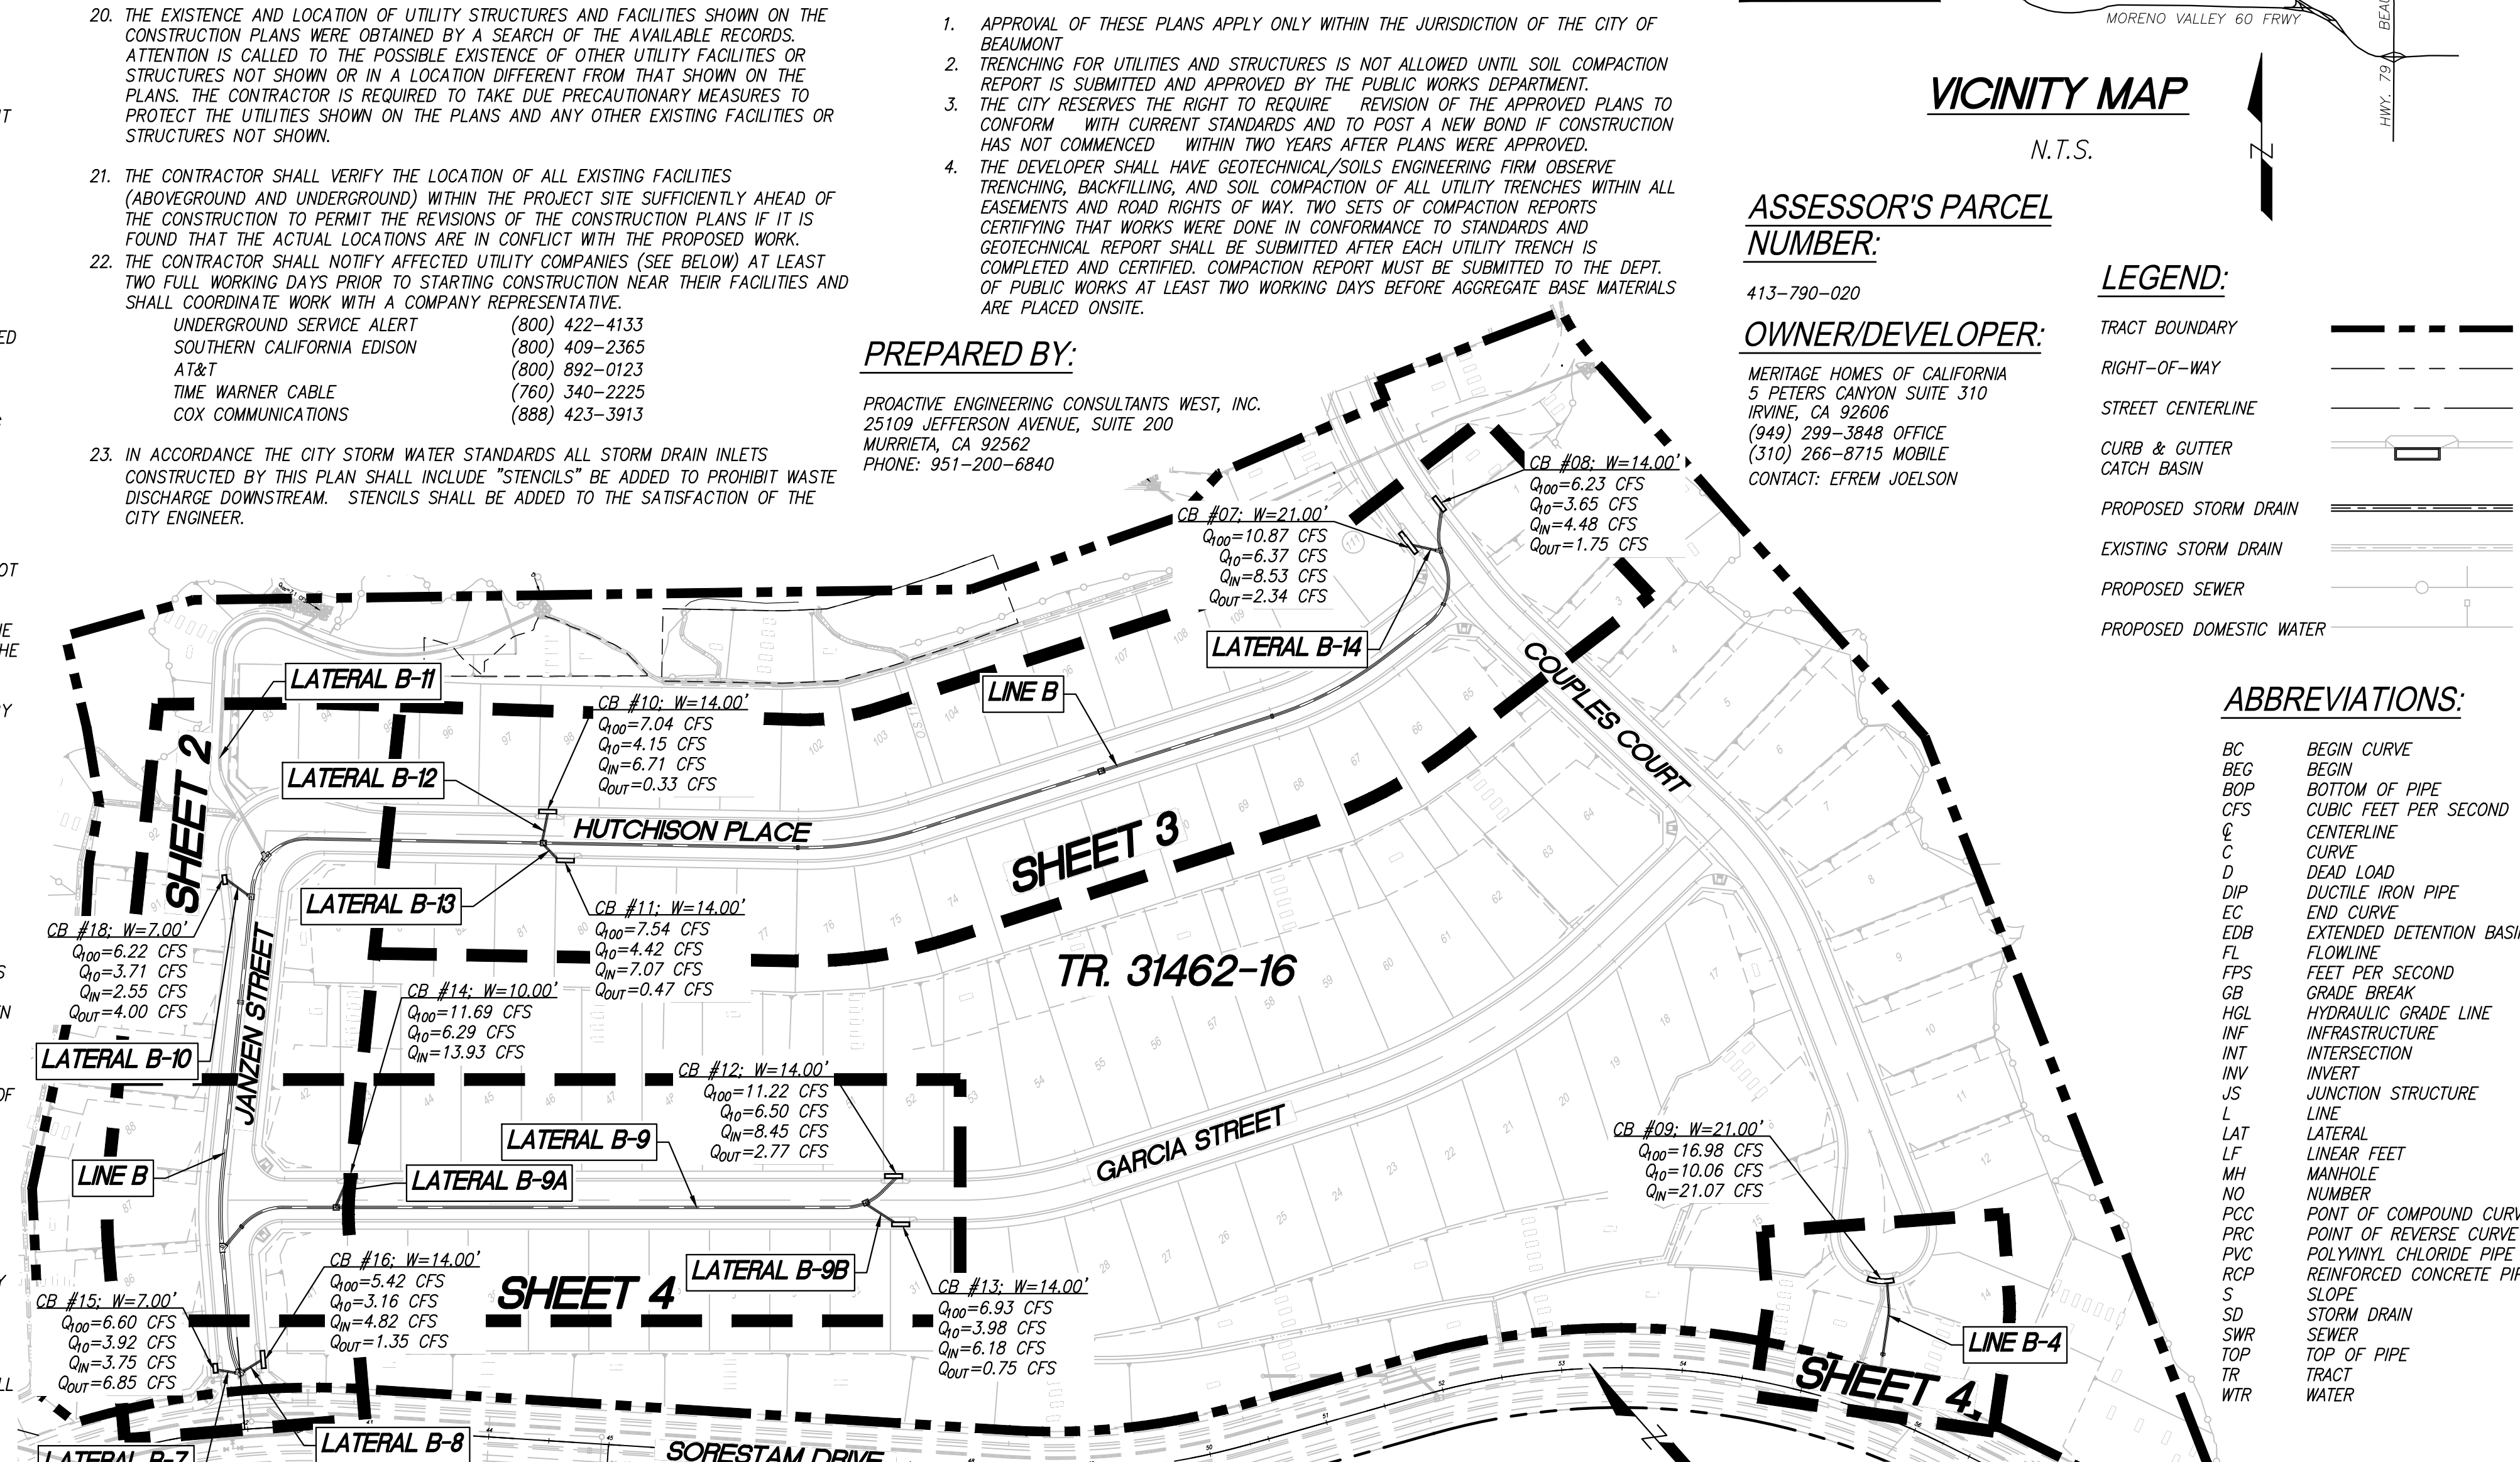 20. THE EXISTENCE AND LOCATION OF UTILITY STRUCTURES AND FACILITIES SHOWN ON THE
CONSTRUCTION PLANS WERE OBTAINED BY A SEARCH OF THE AVAILABLE RECORDS.
ATTENTION IS CALLED TO THE POSSIBLE EXISTENCE OF OTHER UTILITY FACILITIES OR
STRUCTURES NOT SHOWN OR IN A LOCATION DIFFERENT FROM THAT SHOWN ON THE
PLANS. THE CONTRACTOR IS REQUIRED TO TAKE DUE PRECAUTIONARY MEASURES TO
PROTECT THE UTILITIES SHOWN ON THE PLANS AND ANY OTHER EXISTING FACILITIES OR
STRUCTURES NOT SHOWN.
21. THE CONTRACTOR SHALL VERIFY THE LOCATION OF ALL EXISTING FACILITIES
(ABOVEGROUND AND UNDERGROUND) WITHIN THE PROJECT SITE SUFFICIENTLY AHEAD OF
THE CONSTRUCTION TO PERMIT THE REVISIONS OF THE CONSTRUCTION PLANS IF IT IS
FOUND THAT THE ACTUAL LOCATIONS ARE IN CONFLICT WITH THE PROPOSED WORK.
22. THE CONTRACTOR SHALL NOTIFY AFFECTED UTILITY COMPANIES (SEE BELOW) AT LEAST
TWO FULL WORKING DAYS PRIOR TO STARTING CONSTRUCTION NEAR THEIR FACILITIES AND
SHALL COORDINATE WORK WITH A COMPANY REPRESENTATIVE.
UNDERGROUND SERVICE ALERT (800) 422-4133
SOUTHERN CALIFORNIA EDISON (800) 409-2365
AT&T (800) 892-0123
TIME WARNER CABLE (760) 340-2225
COX COMMUNICATIONS (888) 423-3913
23. IN ACCORDANCE THE CITY STORM WATER STANDARDS ALL STORM DRAIN INLETS
CONSTRUCTED BY THIS PLAN SHALL INCLUDE "STENCILS" BE ADDED TO PROHIBIT WASTE
DISCHARGE DOWNSTREAM. STENCILS SHALL BE ADDED TO THE SATISFACTION OF THE
CITY ENGINEER.
1. APPROVAL OF THESE PLANS APPLY ONLY WITHIN THE JURISDICTION OF THE CITY OF
BEAUMONT
2. TRENCHING FOR UTILITIES AND STRUCTURES IS NOT ALLOWED UNTIL SOIL COMPACTION
REPORT IS SUBMITTED AND APPROVED BY THE PUBLIC WORKS DEPARTMENT.
3. THE CITY RESERVES THE RIGHT TO REQUIRE REVISION OF THE APPROVED PLANS TO
CONFORM WITH CURRENT STANDARDS AND TO POST A NEW BOND IF CONSTRUCTION
HAS NOT COMMENCED WITHIN TWO YEARS AFTER PLANS WERE APPROVED.
4. THE DEVELOPER SHALL HAVE GEOTECHNICAL/SOILS ENGINEERING FIRM OBSERVE
TRENCHING, BACKFILLING, AND SOIL COMPACTION OF ALL UTILITY TRENCHES WITHIN ALL
EASEMENTS AND ROAD RIGHTS OF WAY. TWO SETS OF COMPACTION REPORTS
CERTIFYING THAT WORKS WERE DONE IN CONFORMANCE TO STANDARDS AND
GEOTECHNICAL REPORT SHALL BE SUBMITTED AFTER EACH UTILITY TRENCH IS
COMPLETED AND CERTIFIED. COMPACTION REPORT MUST BE SUBMITTED TO THE DEPT.
OF PUBLIC WORKS AT LEAST TWO WORKING DAYS BEFORE AGGREGATE BASE MATERIALS
ARE PLACED ONSITE.
PREPARED BY:
PROACTIVE ENGINEERING CONSULTANTS WEST, INC.
25109 JEFFERSON AVENUE, SUITE 200
MURRIETA, CA 92562
PHONE: 951-200-6840
MORENO VALLEY 60 FRWY
HWY. 79
BEAU
VICINITY MAP
N.T.S.
ASSESSOR'S PARCEL
NUMBER:
413-790-020
OWNER/DEVELOPER:
MERITAGE HOMES OF CALIFORNIA
5 PETERS CANYON SUITE 310
IRVINE, CA 92606
(949) 299-3848 OFFICE
(310) 266-8715 MOBILE
CONTACT: EFREM JOELSON
LEGEND:
TRACT BOUNDARY
RIGHT-OF-WAY
STREET CENTERLINE
CURB & GUTTER
CATCH BASIN
PROPOSED STORM DRAIN
EXISTING STORM DRAIN
PROPOSED SEWER
PROPOSED DOMESTIC WATER
ABBREVIATIONS:
BC BEGIN CURVE
BEG BEGIN
BOP BOTTOM OF PIPE
CFS CUBIC FEET PER SECOND
℄ CENTERLINE
C CURVE
D DEAD LOAD
DIP DUCTILE IRON PIPE
EC END CURVE
EDB EXTENDED DETENTION BASIN
FL FLOWLINE
FPS FEET PER SECOND
GB GRADE BREAK
HGL HYDRAULIC GRADE LINE
INF INFRASTRUCTURE
INT INTERSECTION
INV INVERT
JS JUNCTION STRUCTURE
L LINE
LAT LATERAL
LF LINEAR FEET
MH MANHOLE
NO NUMBER
PCC PONT OF COMPOUND CURV
PRC POINT OF REVERSE CURVE
PVC POLYVINYL CHLORIDE PIPE
RCP REINFORCED CONCRETE PIP
S SLOPE
SD STORM DRAIN
SWR SEWER
TOP TOP OF PIPE
TR TRACT
WTR WATER
CB #08; W=14.00'
Q100=6.23 CFS
Q10=3.65 CFS
QIN=4.48 CFS
QOUT=1.75 CFS
CB #07; W=21.00'
Q100=10.87 CFS
Q10=6.37 CFS
QIN=8.53 CFS
QOUT=2.34 CFS
LATERAL B-14
LINE B
COUPLES COURT
LATERAL B-11
SHEET 2
LATERAL B-12
CB #10; W=14.00'
Q100=7.04 CFS
Q10=4.15 CFS
QIN=6.71 CFS
QOUT=0.33 CFS
HUTCHISON PLACE
SHEET 3
LATERAL B-13
CB #11; W=14.00'
Q100=7.54 CFS
Q10=4.42 CFS
QIN=7.07 CFS
QOUT=0.47 CFS
CB #18; W=7.00'
Q100=6.22 CFS
Q10=3.71 CFS
QIN=2.55 CFS
QOUT=4.00 CFS
JANZEN STREET
LATERAL B-10
TR. 31462-16
CB #14; W=10.00'
Q100=11.69 CFS
Q10=6.29 CFS
QIN=13.93 CFS
CB #12; W=14.00'
Q100=11.22 CFS
Q10=6.50 CFS
QIN=8.45 CFS
QOUT=2.77 CFS
LATERAL B-9
LATERAL B-9A
LINE B
GARCIA STREET
CB #09; W=21.00'
Q100=16.98 CFS
Q10=10.06 CFS
QIN=21.07 CFS
LATERAL B-9B
SHEET 4
CB #16; W=14.00'
Q100=5.42 CFS
Q10=3.16 CFS
QIN=4.82 CFS
QOUT=1.35 CFS
CB #15; W=7.00'
Q100=6.60 CFS
Q10=3.92 CFS
QIN=3.75 CFS
QOUT=6.85 CFS
CB #13; W=14.00'
Q100=6.93 CFS
Q10=3.98 CFS
QIN=6.18 CFS
QOUT=0.75 CFS
LINE B-4
SHEET 4
LATERAL B-8
LATERAL B-7
SORESTAM DRIVE